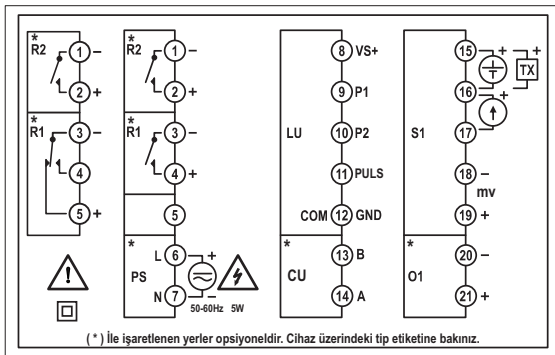 * R2 1 –
2 +
* R1 3 –
4
5 +
* R2 1 –
2 +
* R1 3 –
4 +
5
* PS L 6 +
N 7 –
50-60Hz 5W
LU
8 VS+
9 P1
10 P2
11 PULS
COM 12 GND
* CU 13 B
14 A
S1
15 + TX +
16 +
17
18 –
mv
19 +
* O1 20 –
21 +
( * ) İle işaretlenen yerler opsiyoneldir. Cihaz üzerindeki tip etiketine bakınız.